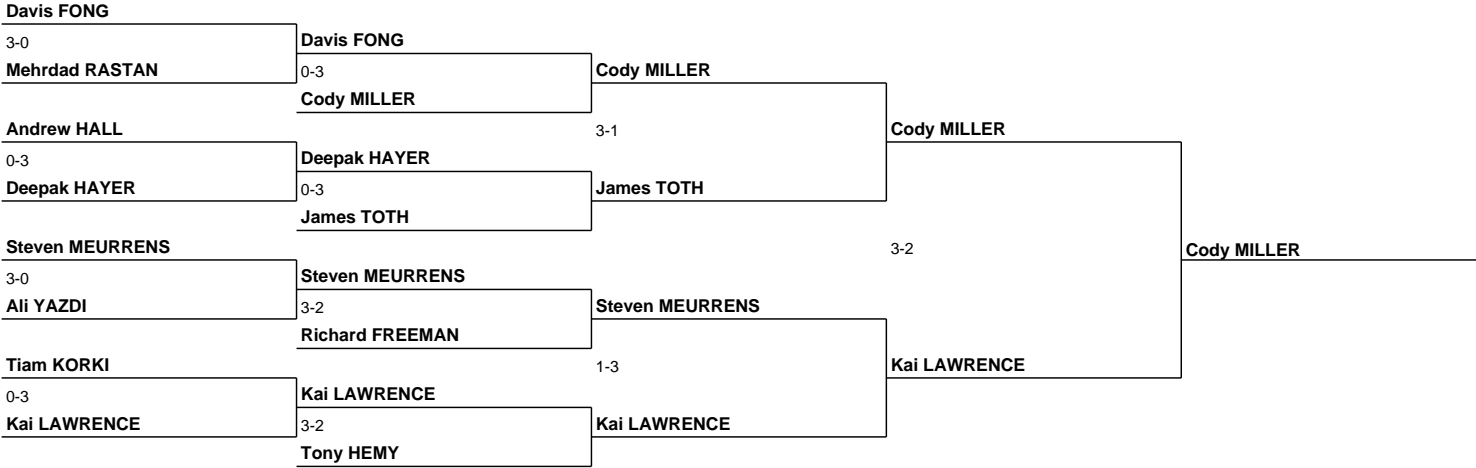 Davis FONG
3-0
Davis FONG
Mehrdad RASTAN
0-3
Cody MILLER
Cody MILLER
Andrew HALL
3-1
Cody MILLER
0-3
Deepak HAYER
Deepak HAYER
0-3
James TOTH
James TOTH
Steven MEURRENS
3-2
Cody MILLER
3-0
Steven MEURRENS
Ali YAZDI
3-2
Steven MEURRENS
Richard FREEMAN
Tiam KORKI
1-3
Kai LAWRENCE
0-3
Kai LAWRENCE
Kai LAWRENCE
3-2
Kai LAWRENCE
Tony HEMY